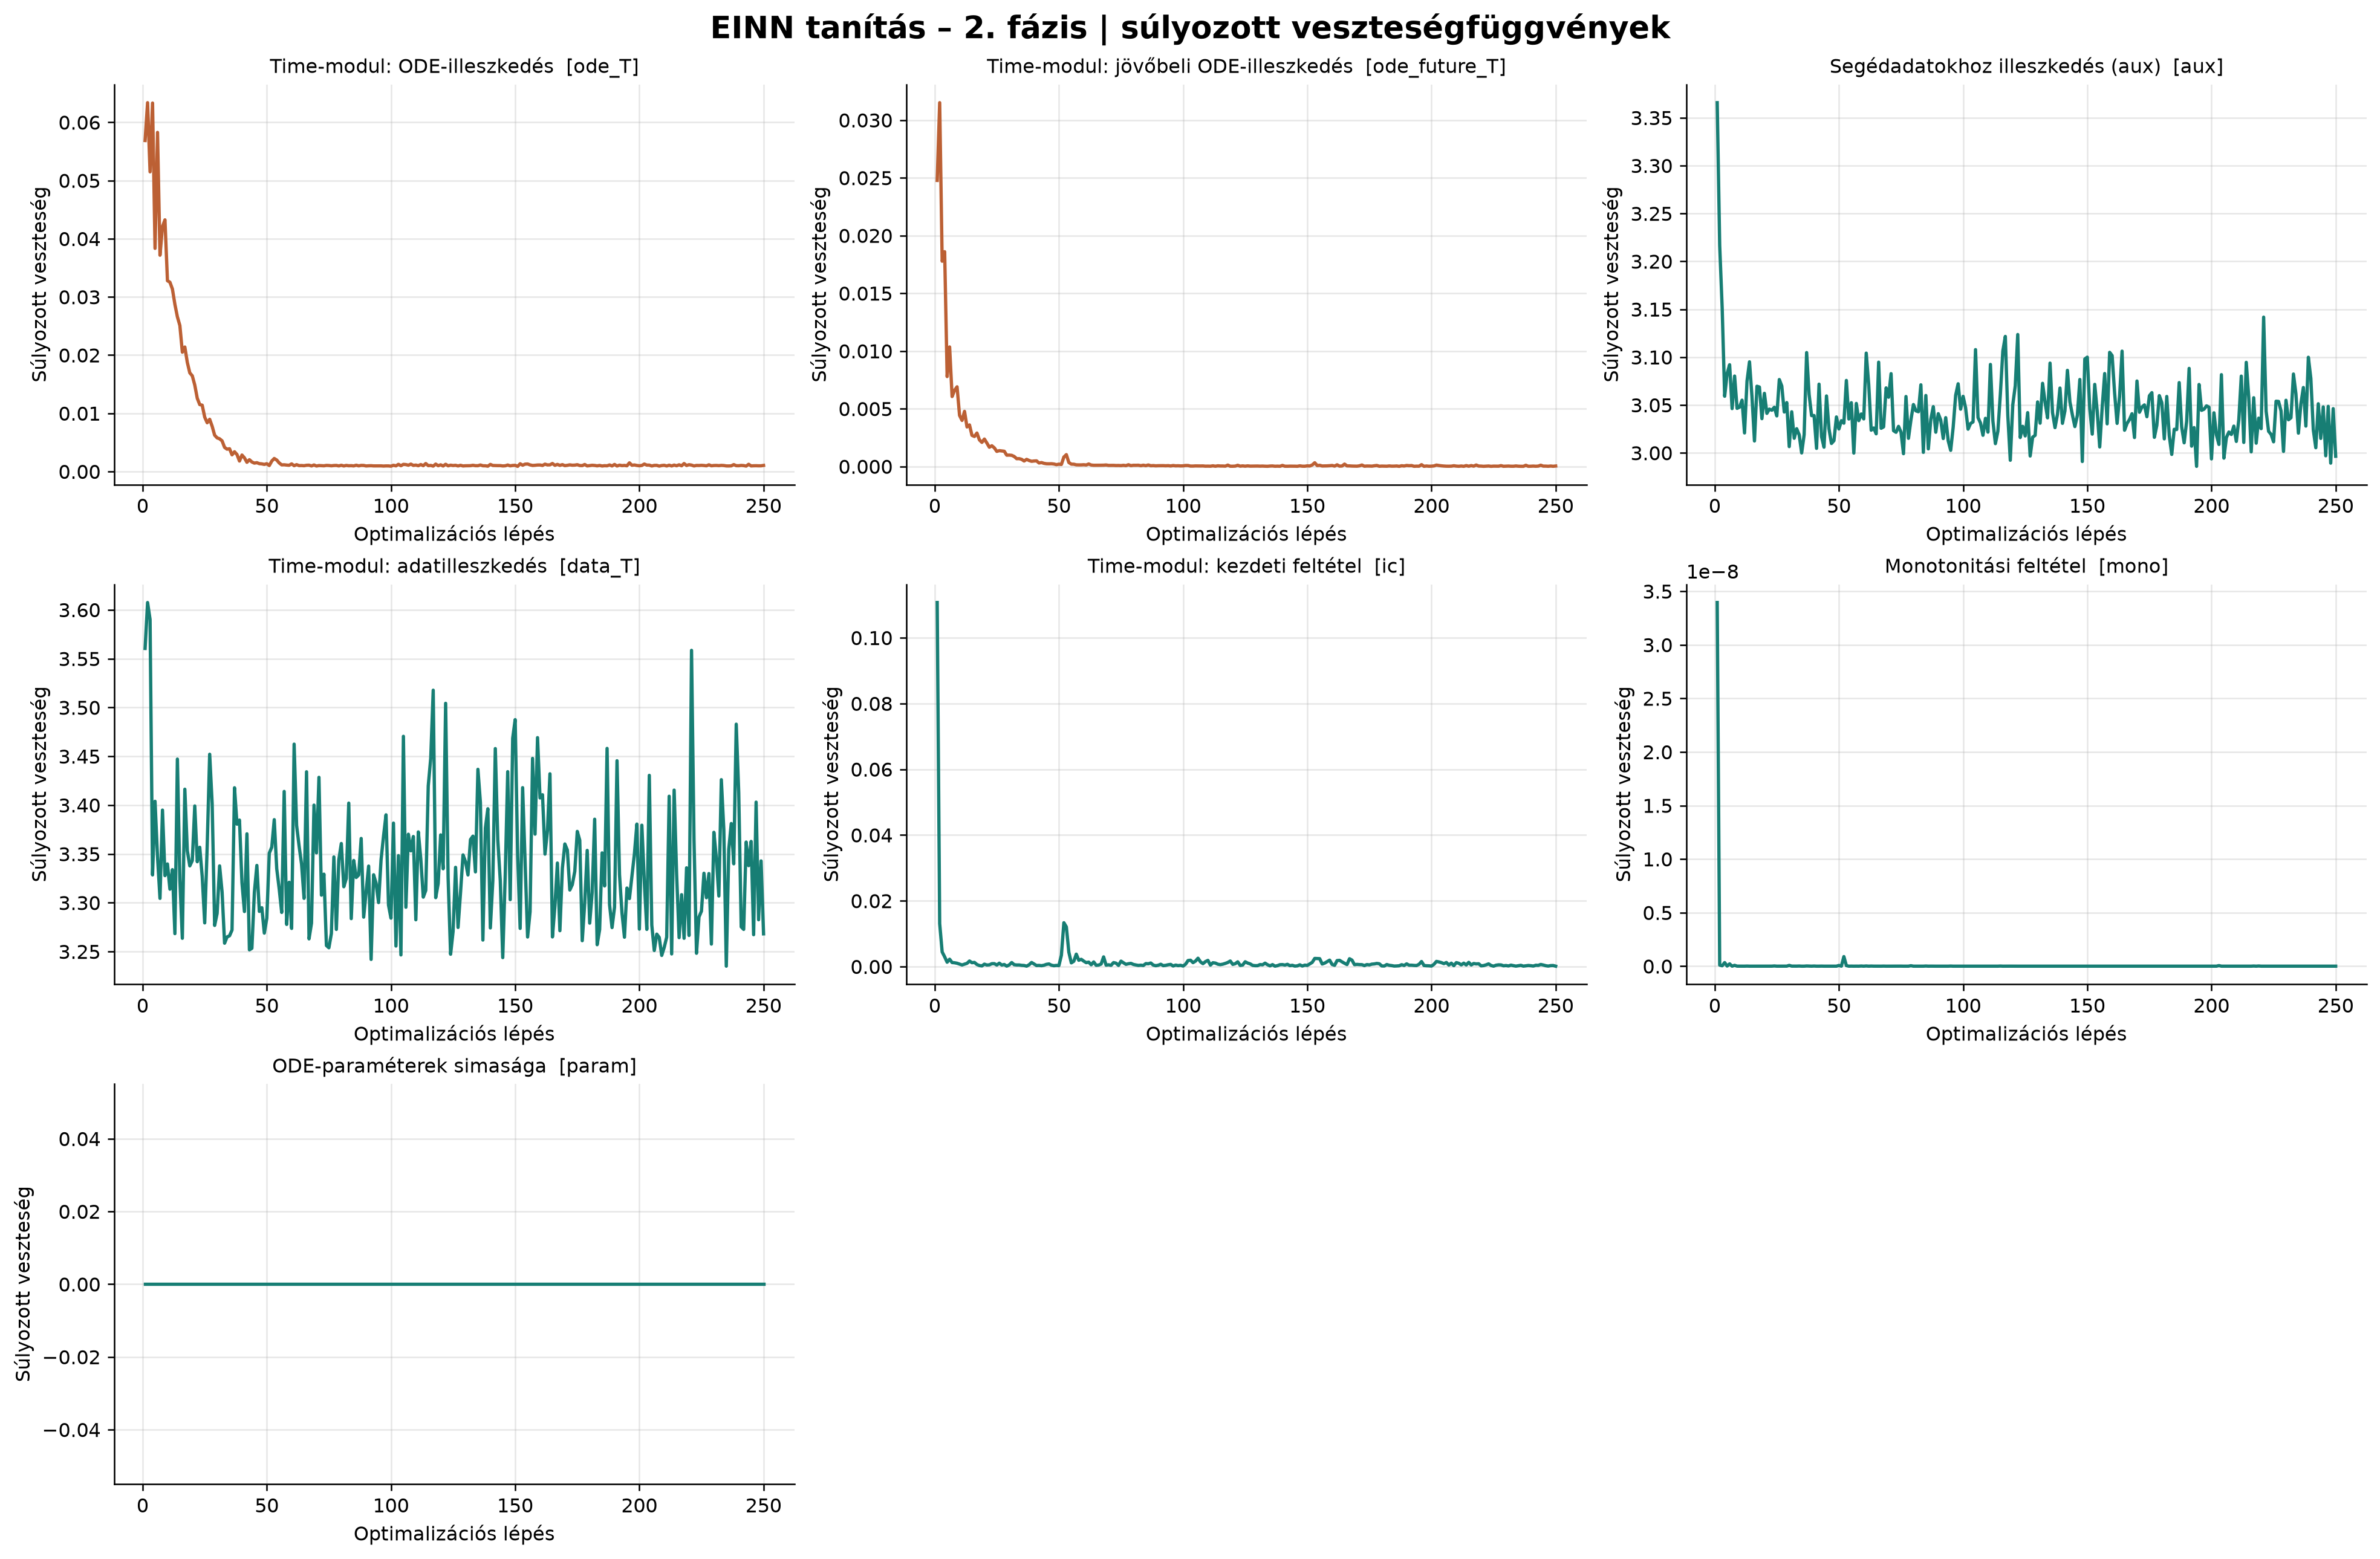 EINN tanítás – 2. fázis | súlyozott veszteségfüggvények
Time-modul: ODE-illeszkedés [ode_T]
Súlyozott veszteség
0.06
0.05
0.04
0.03
0.02
0.01
0.00
0 50 100 150 200 250
Optimalizációs lépés
Time-modul: jövőbeli ODE-illeszkedés [ode_future_T]
Súlyozott veszteség
0.030
0.025
0.020
0.015
0.010
0.005
0.000
0 50 100 150 200 250
Optimalizációs lépés
Segédadatokhoz illeszkedés (aux) [aux]
Súlyozott veszteség
3.35
3.30
3.25
3.20
3.15
3.10
3.05
3.00
0 50 100 150 200 250
Optimalizációs lépés
Time-modul: adatilleszkedés [data_T]
Súlyozott veszteség
3.60
3.55
3.50
3.45
3.40
3.35
3.30
3.25
0 50 100 150 200 250
Optimalizációs lépés
Time-modul: kezdeti feltétel [ic]
Súlyozott veszteség
0.10
0.08
0.06
0.04
0.02
0.00
0 50 100 150 200 250
Optimalizációs lépés
Monotonitási feltétel [mono]
1e−8
Súlyozott veszteség
3.5
3.0
2.5
2.0
1.5
1.0
0.5
0.0
0 50 100 150 200 250
Optimalizációs lépés
ODE-paraméterek simasága [param]
Súlyozott veszteség
0.04
0.02
0.00
−0.02
−0.04
0 50 100 150 200 250
Optimalizációs lépés